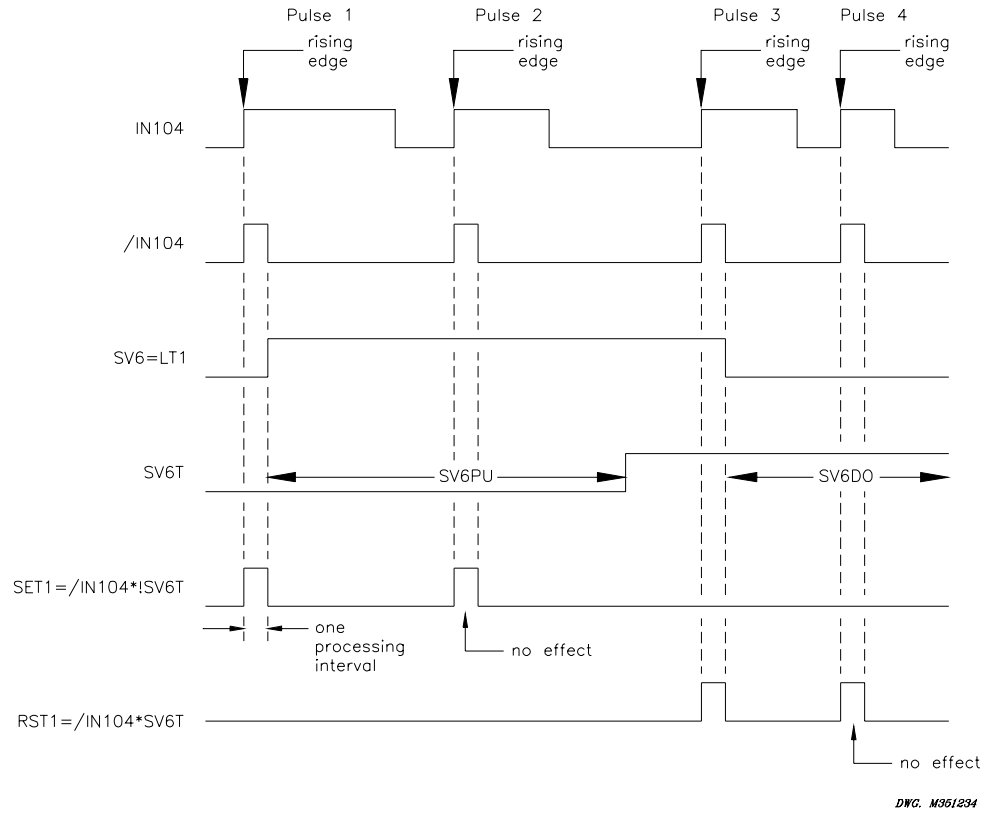 Pulse 1
Pulse 2
Pulse 3
Pulse 4
rising
edge
rising
edge
rising
edge
rising
edge
IN104
/IN104
SV6=LT1
SV6T
SV6PU
SV6DO
SET1=/IN104*!SV6T
one
processing
interval
no effect
RST1=/IN104*SV6T
no effect
DWG. M351234